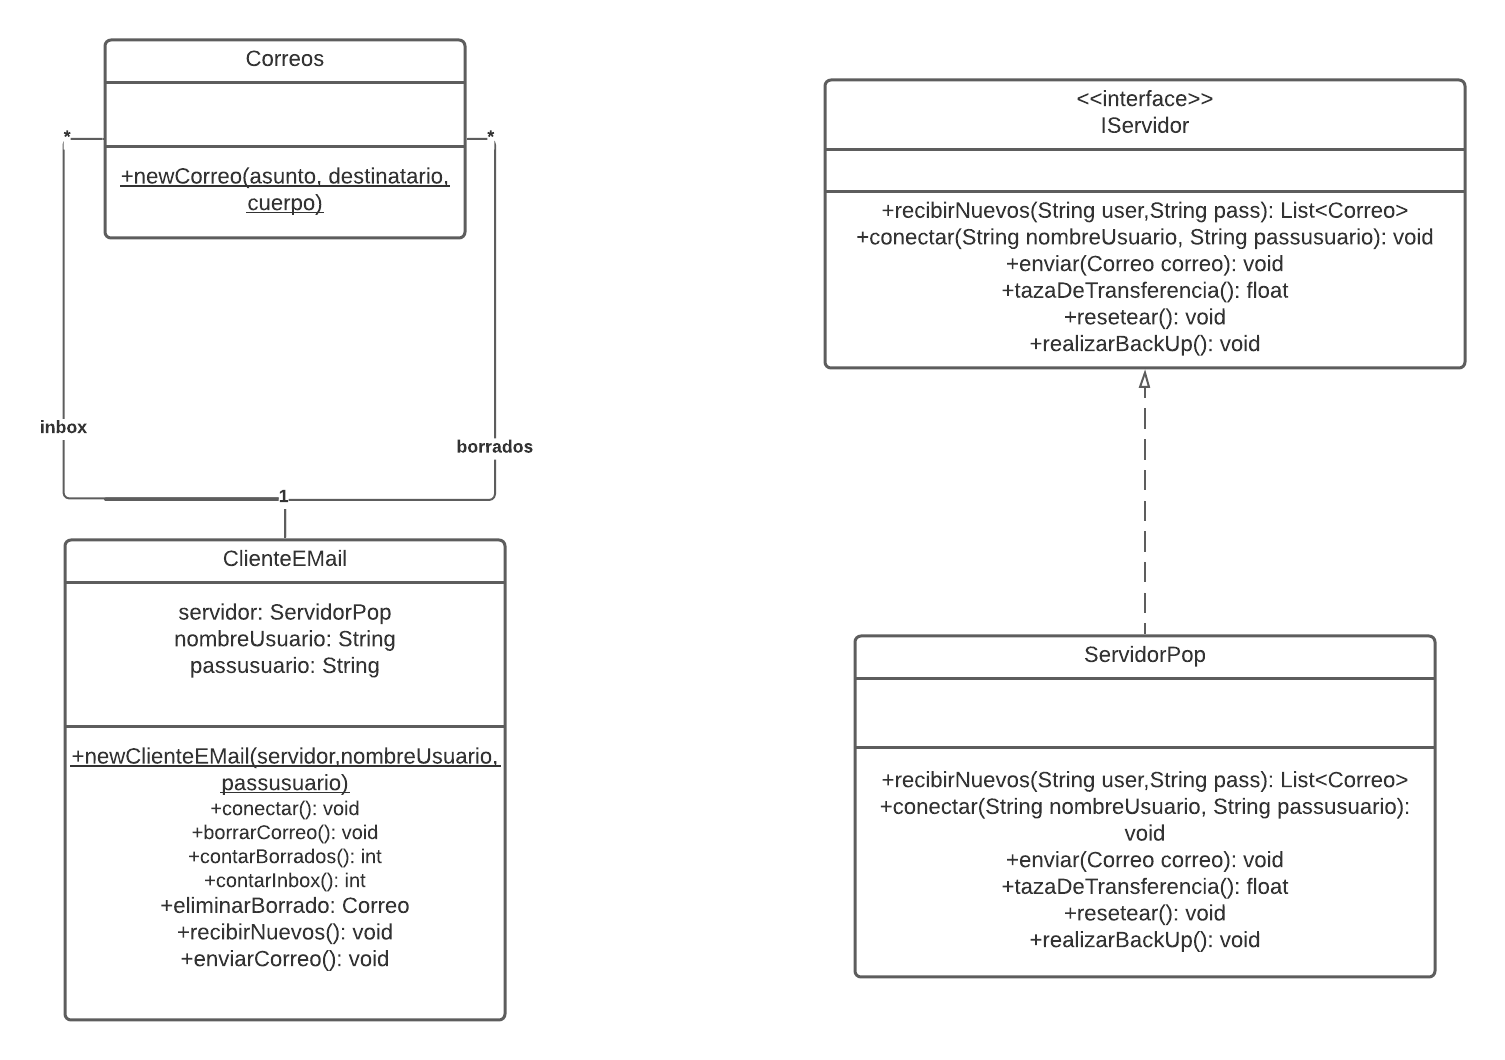 Correos
*
*
+newCorreo(asunto, destinatario,
cuerpo)
inbox
borrados
1
ClienteEMail
servidor: ServidorPop
nombreUsuario: String
passusuario: String
+newClienteEMail(servidor,nombreUsuario,
passusuario)
+conectar(): void
+borrarCorreo(): void
+contarBorrados(): int
+contarInbox(): int
+eliminarBorrado: Correo
+recibirNuevos(): void
+enviarCorreo(): void
<<interface>>
IServidor
+recibirNuevos(String user,String pass): List<Correo>
+conectar(String nombreUsuario, String passusuario): void
+enviar(Correo correo): void
+tazaDeTransferencia(): float
+resetear(): void
+realizarBackUp(): void
ServidorPop
+recibirNuevos(String user,String pass): List<Correo>
+conectar(String nombreUsuario, String passusuario):
void
+enviar(Correo correo): void
+tazaDeTransferencia(): float
+resetear(): void
+realizarBackUp(): void